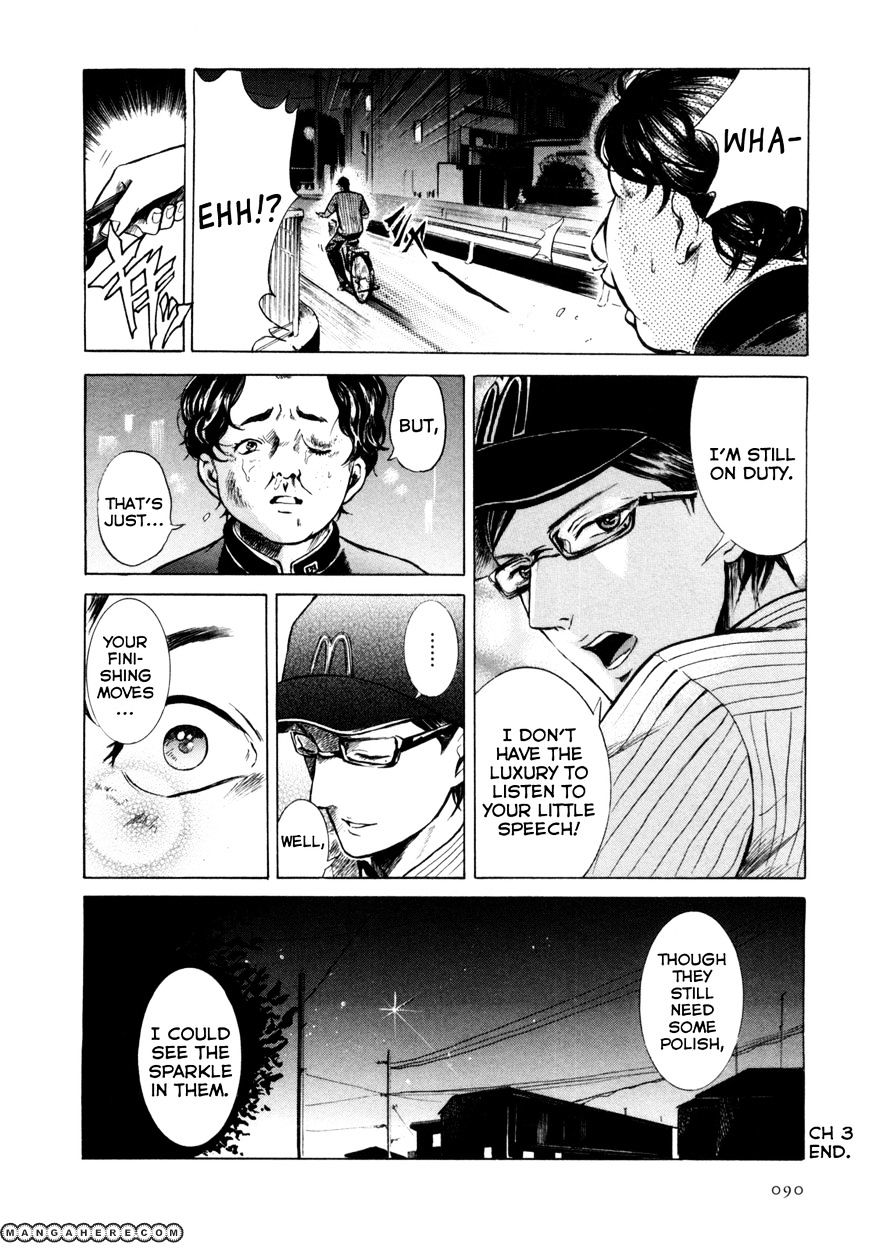 WHA-
EHH!?
I'M STILL
ON DUTY.
I DON'T
HAVE THE
LUXURY TO
LISTEN TO
YOUR LITTLE
SPEECH!
BUT,
THAT'S
JUST...
......
WELL,
YOUR
FINI-
SHING
MOVES
...
THOUGH
THEY
STILL
NEED
SOME
POLISH,
I COULD
SEE THE
SPARKLE
IN THEM.
CH 3
END.
090
MANGAHERE.COM